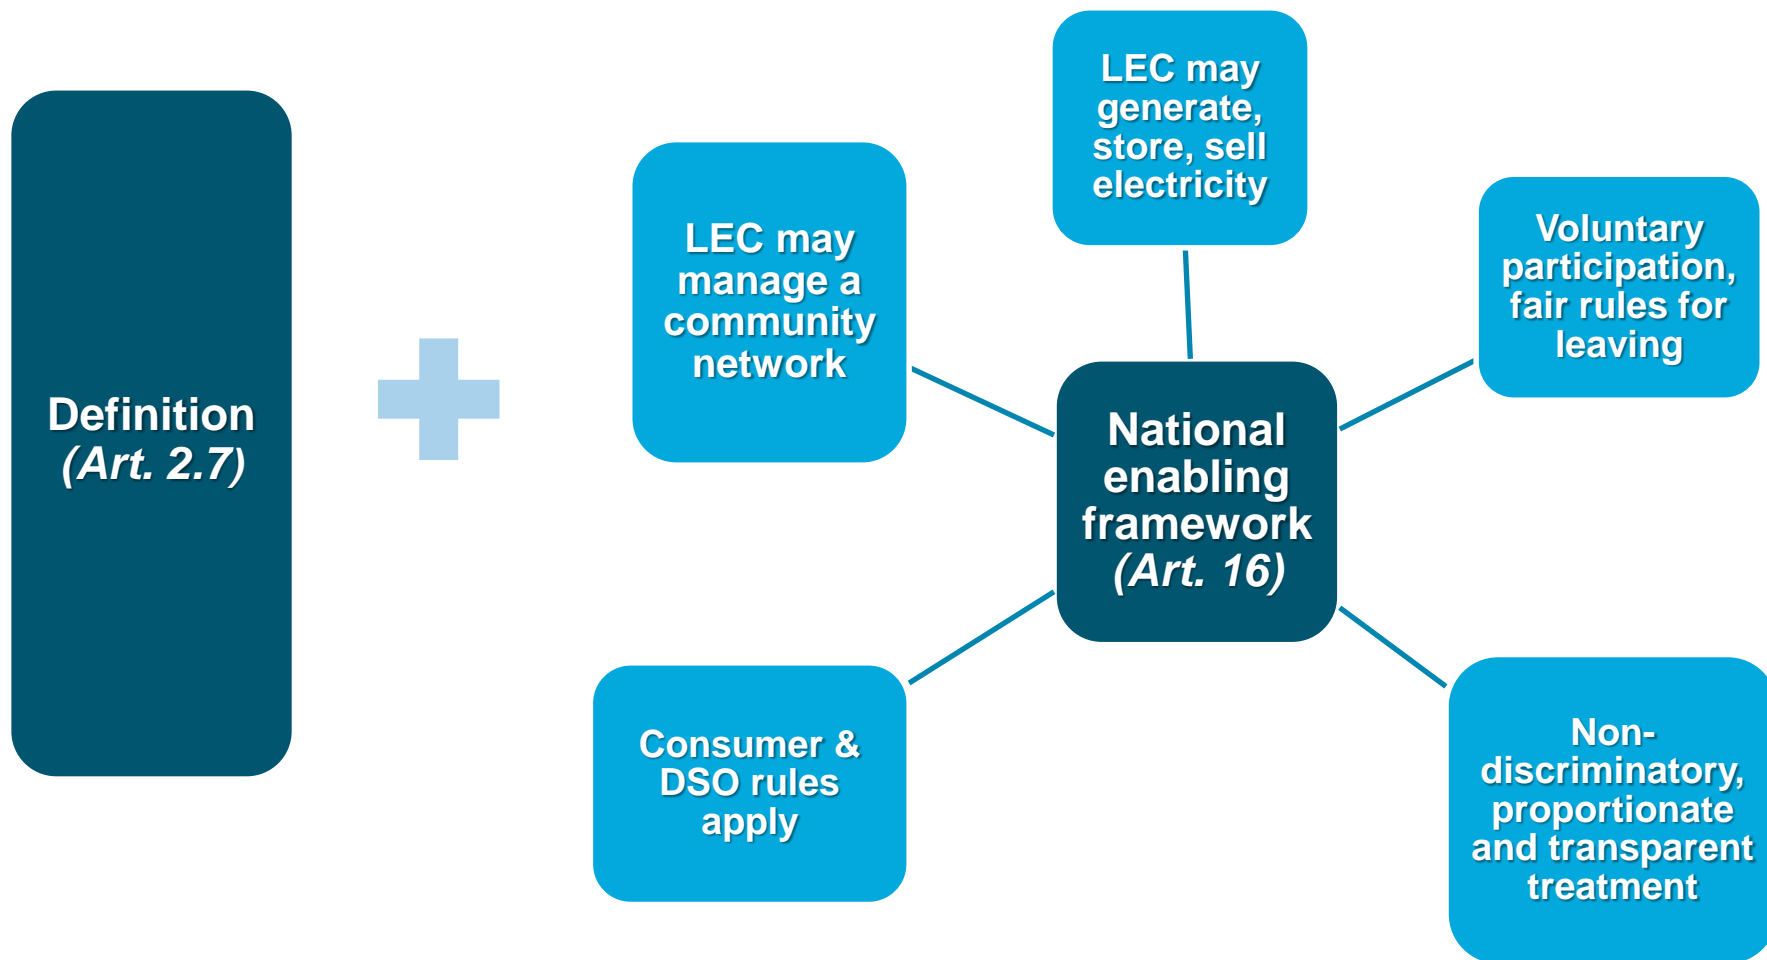 Definition
(Art. 2.7)
LEC may
manage a
community
network
LEC may
generate,
store, sell
electricity
Voluntary
participation,
fair rules for
leaving
National
enabling
framework
(Art. 16)
Consumer &
DSO rules
apply
Non-
discriminatory,
proportionate
and transparent
treatment